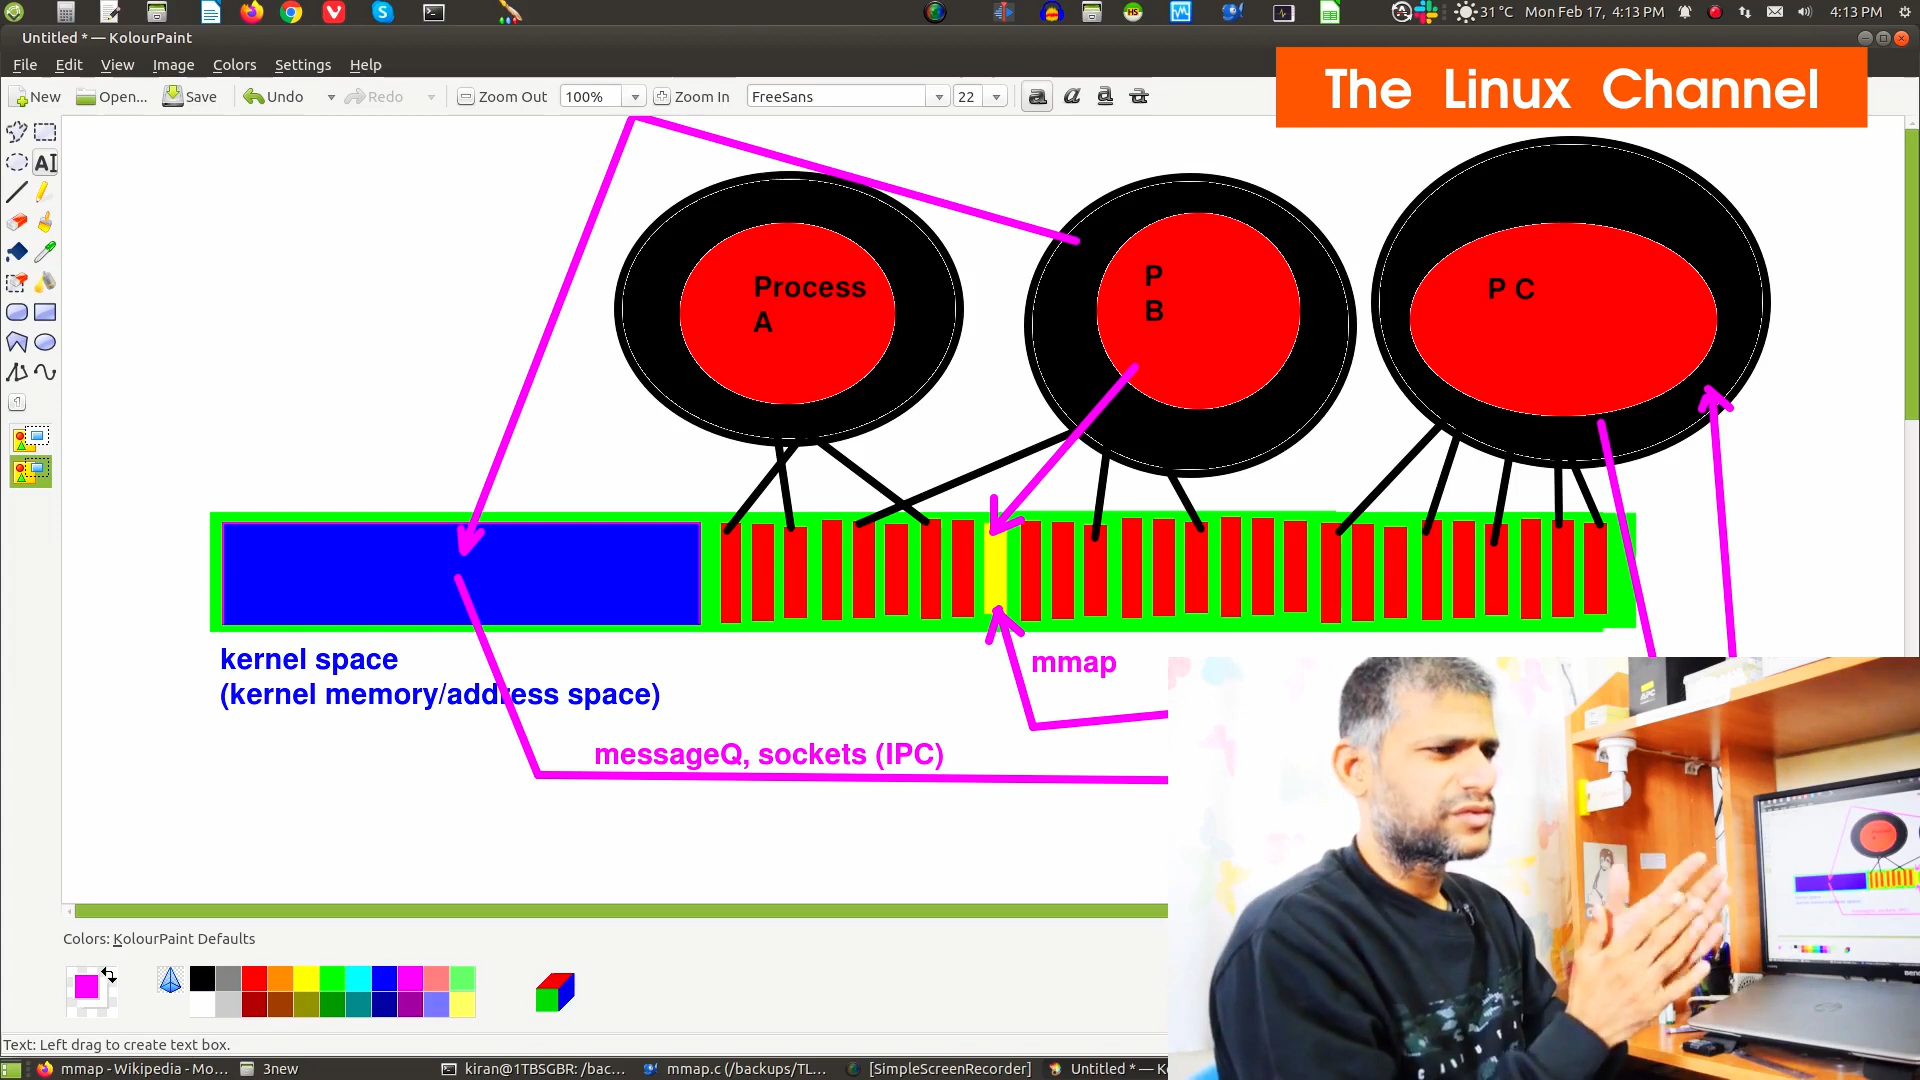 31 °C Mon Feb 17, 4:13 PM 4:13 PM
Untitled * — KolourPaint
File Edit View Image Colors Settings Help
New Open... Save Undo Redo Zoom Out 100% Zoom In FreeSans 22
The Linux Channel
Process
A
P
B
P C
kernel space
(kernel memory/address space)
mmap
messageQ, sockets (IPC)
Colors: KolourPaint Defaults
Text: Left drag to create text box.
mmap - Wikipedia - Mo... 3new kiran@1TBSGBR: /bac... mmap.c (/backups/TL... [SimpleScreenRecorder] Untitled * — K